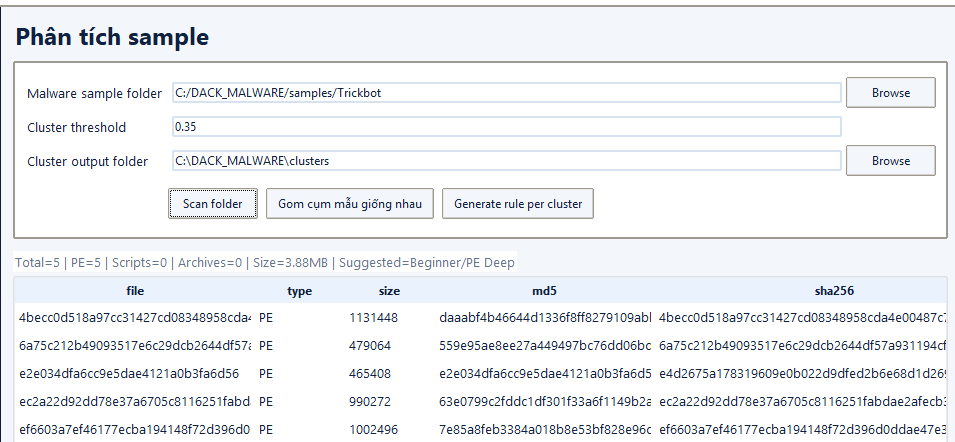 Phân tích sample
Malware sample folder C:/DACK_MALWARE/samples/Trickbot Browse
Cluster threshold 0.35
Cluster output folder C:\DACK_MALWARE\clusters Browse
Scan folder Gom cụm mẫu giống nhau Generate rule per cluster
Total=5 | PE=5 | Scripts=0 | Archives=0 | Size=3.88MB | Suggested=Beginner/PE Deep
file type size md5 sha256
4becc0d518a97cc31427cd08348958cda4 PE 1131448 daaabf4b46644d1336f8ff8279109abl 4becc0d518a97cc31427cd08348958cda4e00487c7
6a75c212b49093517e6c29dcb2644df57a PE 479064 559e95ae8ee27a449497bc76dd06bc 6a75c212b49093517e6c29dcb2644df57a931194cf
e2e034dfa6cc9e5dae4121a0b3fa6d56 PE 465408 e2e034dfa6cc9e5dae4121a0b3fa6d5 e4d2675a178319609e0b022d9dfed2b6e68d1d269
ec2a22d92dd78e37a6705c8116251fabda PE 990272 63e0799c2fddc1df301f33a6f1149b2a ec2a22d92dd78e37a6705c8116251fabdae2afecb3
ef6603a7ef46177ecba194148f72d396d0 PE 1002496 7e85a8feb3384a018b8e53bf828e96c ef6603a7ef46177ecba194148f72d396d0ddae47e3